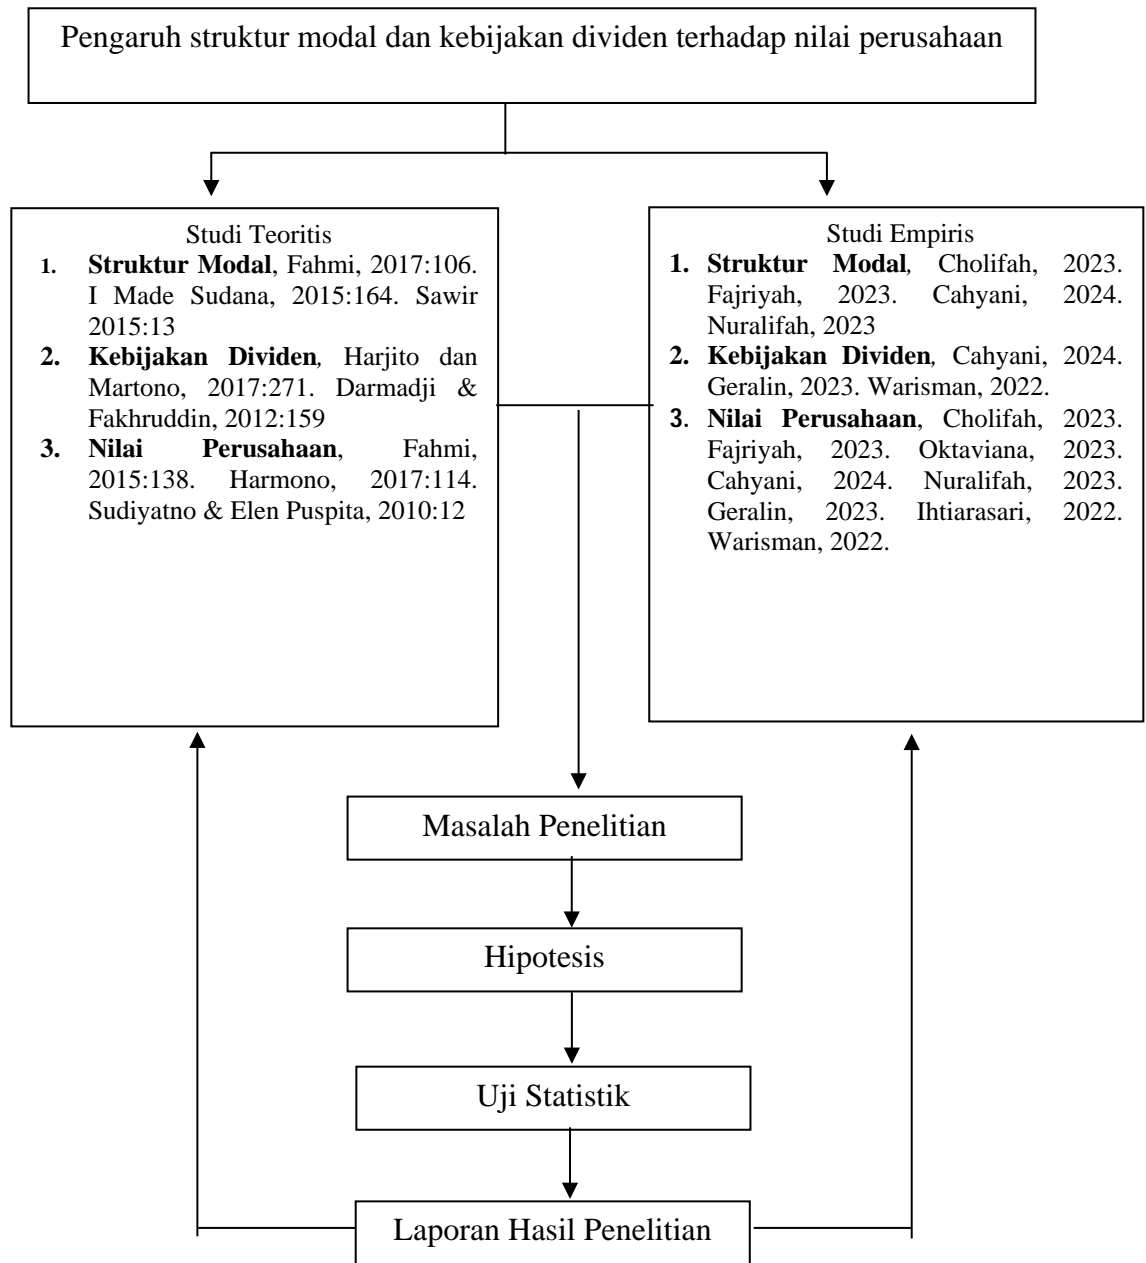 Pengaruh struktur modal dan kebijakan dividen terhadap nilai perusahaan
Studi Teoritis
1. Struktur Modal, Fahmi, 2017:106.
I Made Sudana, 2015:164. Sawir
2015:13
2. Kebijakan Dividen, Harjito dan
Martono, 2017:271. Darmadji &
Fakhruddin, 2012:159
3. Nilai Perusahaan, Fahmi,
2015:138. Harmono, 2017:114.
Sudiyatno & Elen Puspita, 2010:12
Studi Empiris
1. Struktur Modal, Cholifah, 2023.
Fajriyah, 2023. Cahyani, 2024.
Nuralifah, 2023
2. Kebijakan Dividen, Cahyani, 2024.
Geralin, 2023. Warisman, 2022.
3. Nilai Perusahaan, Cholifah, 2023.
Fajriyah, 2023. Oktaviana, 2023.
Cahyani, 2024. Nuralifah, 2023.
Geralin, 2023. Ihtiarasari, 2022.
Warisman, 2022.
Masalah Penelitian
Hipotesis
Uji Statistik
Laporan Hasil Penelitian